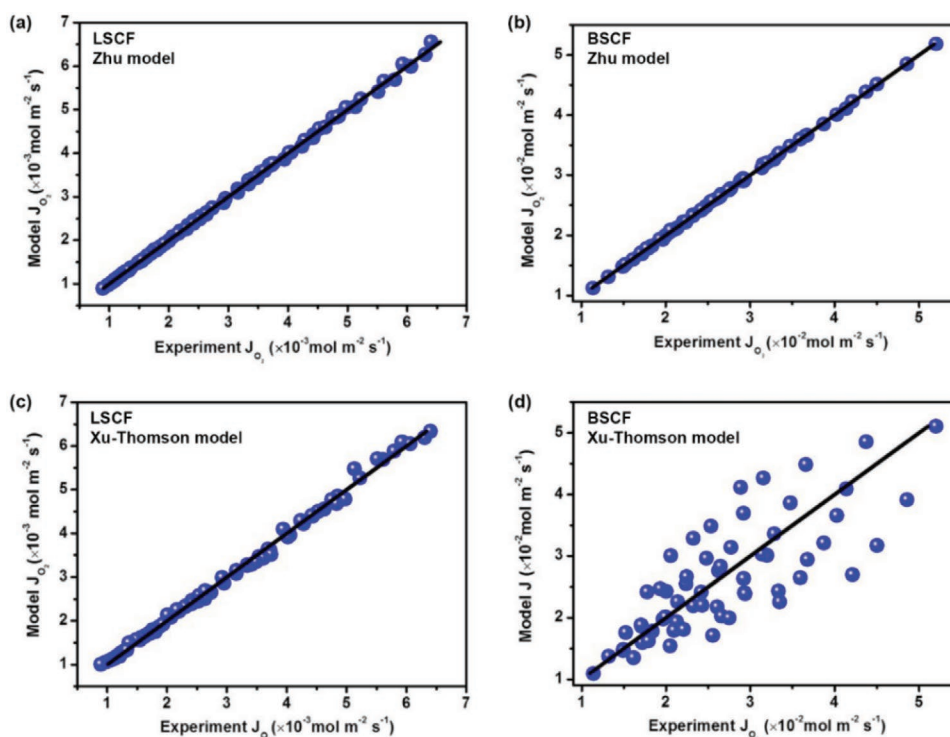 (a)
LSCF
Zhu model
7
6
5
4
3
2
1
Model J_O₂ (×10⁻³mol m⁻² s⁻¹)
1 2 3 4 5 6 7
Experiment J_O₂ (×10⁻³mol m⁻² s⁻¹)
(b)
BSCF
Zhu model
5
4
3
2
1
Model J_O₂ (×10⁻²mol m⁻² s⁻¹)
1 2 3 4 5
Experiment J_O₂ (×10⁻²mol m⁻² s⁻¹)
(c)
LSCF
Xu-Thomson model
7
6
5
4
3
2
1
Model J_O₂ (×10⁻³ mol m⁻² s⁻¹)
1 2 3 4 5 6 7
Experiment J_O (×10⁻³mol m⁻² s⁻¹)
(d)
BSCF
Xu-Thomson model
5
4
3
2
1
Model J (×10⁻²mol m⁻² s⁻¹)
1 2 3 4 5
Experiment J_O (×10⁻²mol m⁻² s⁻¹)